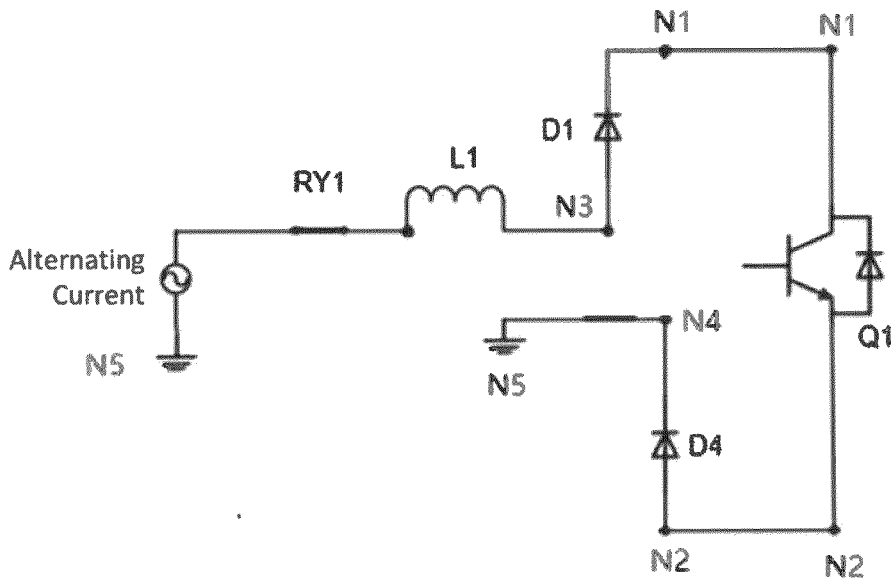 N1
N1
D1
L1
RY1
N3
Alternating
Current
N4
Q1
N5
N5
D4
N2
N2